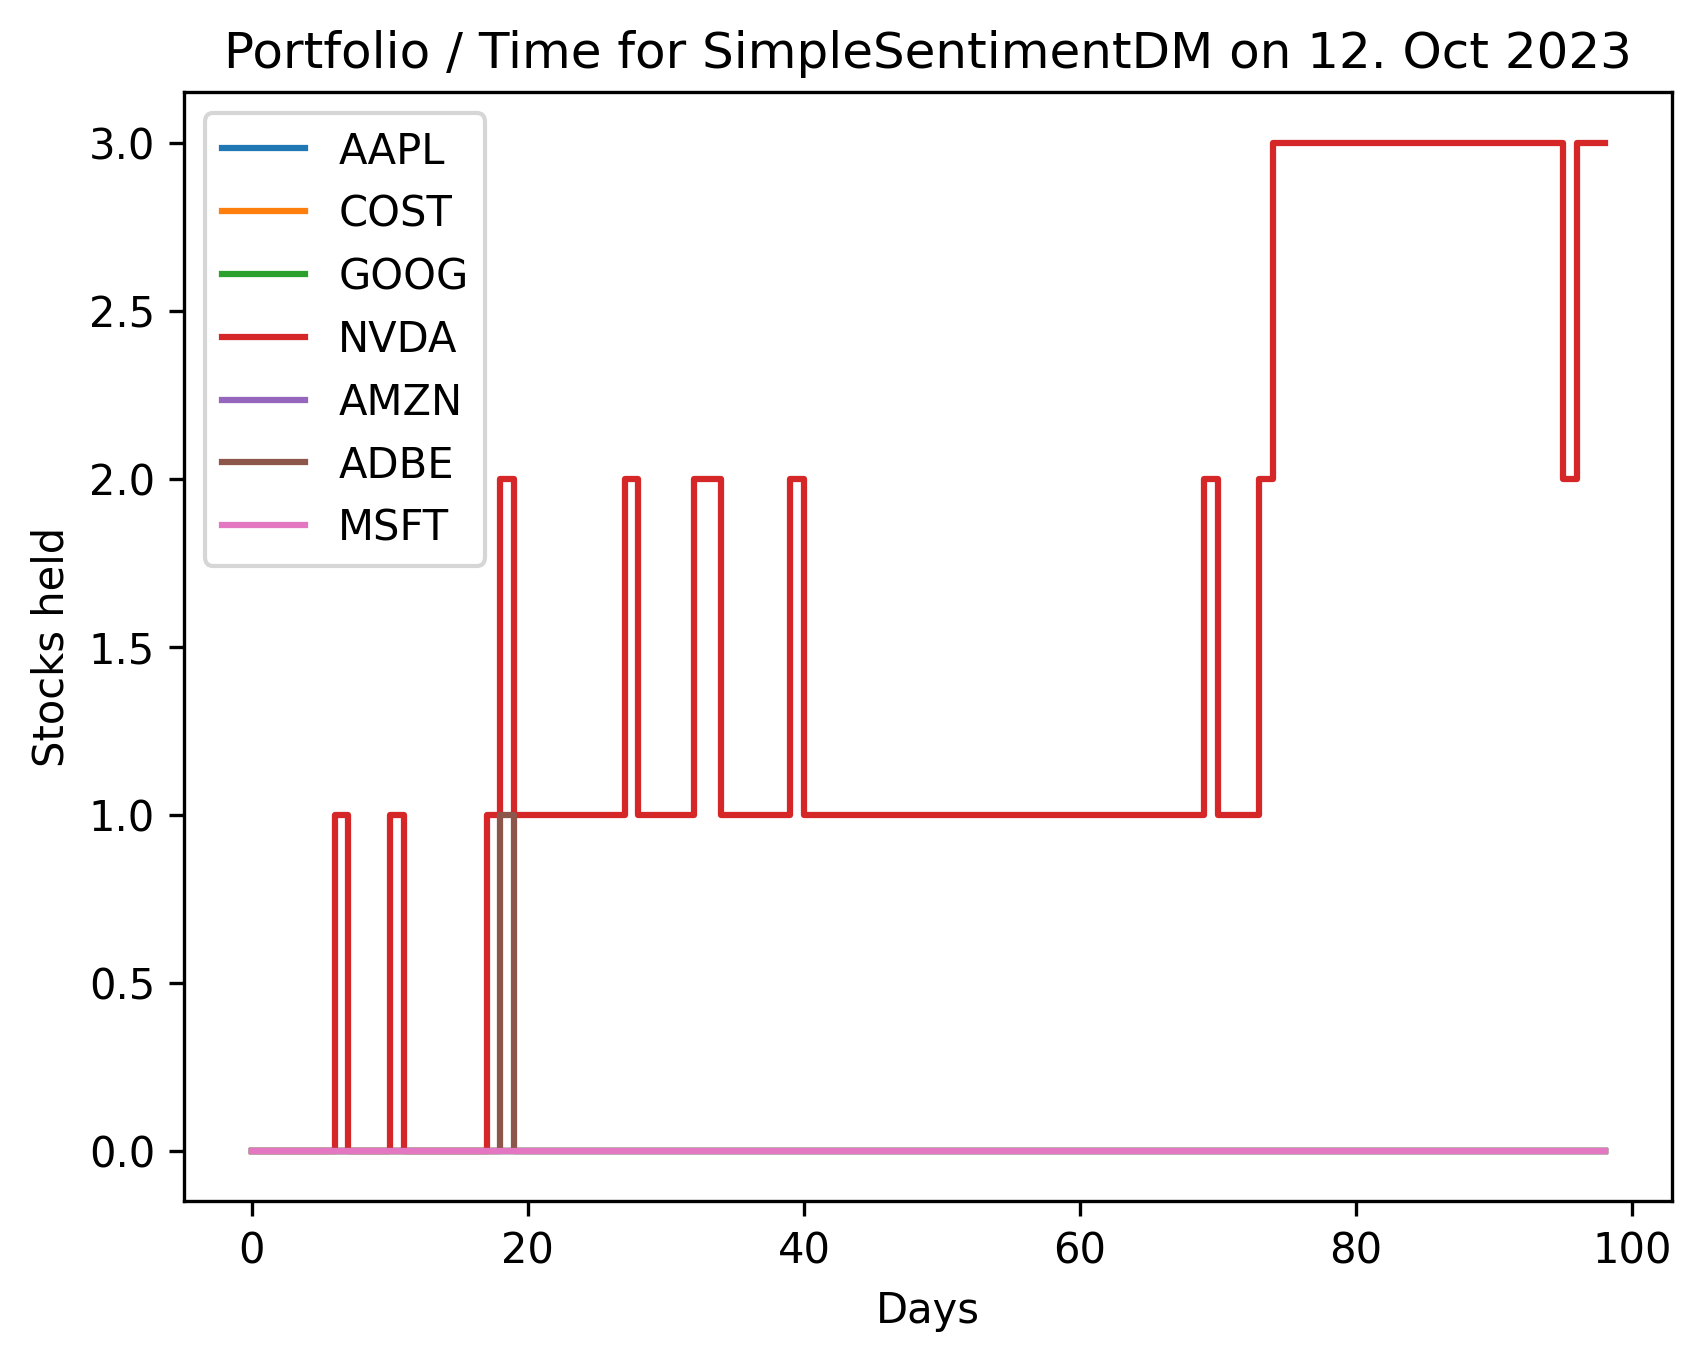 Portfolio / Time for SimpleSentimentDM on 12. Oct 2023
AAPL
COST
GOOG
NVDA
AMZN
ADBE
MSFT
3.0
2.5
2.0
1.5
1.0
0.5
0.0
Stocks held
0 20 40 60 80 100
Days